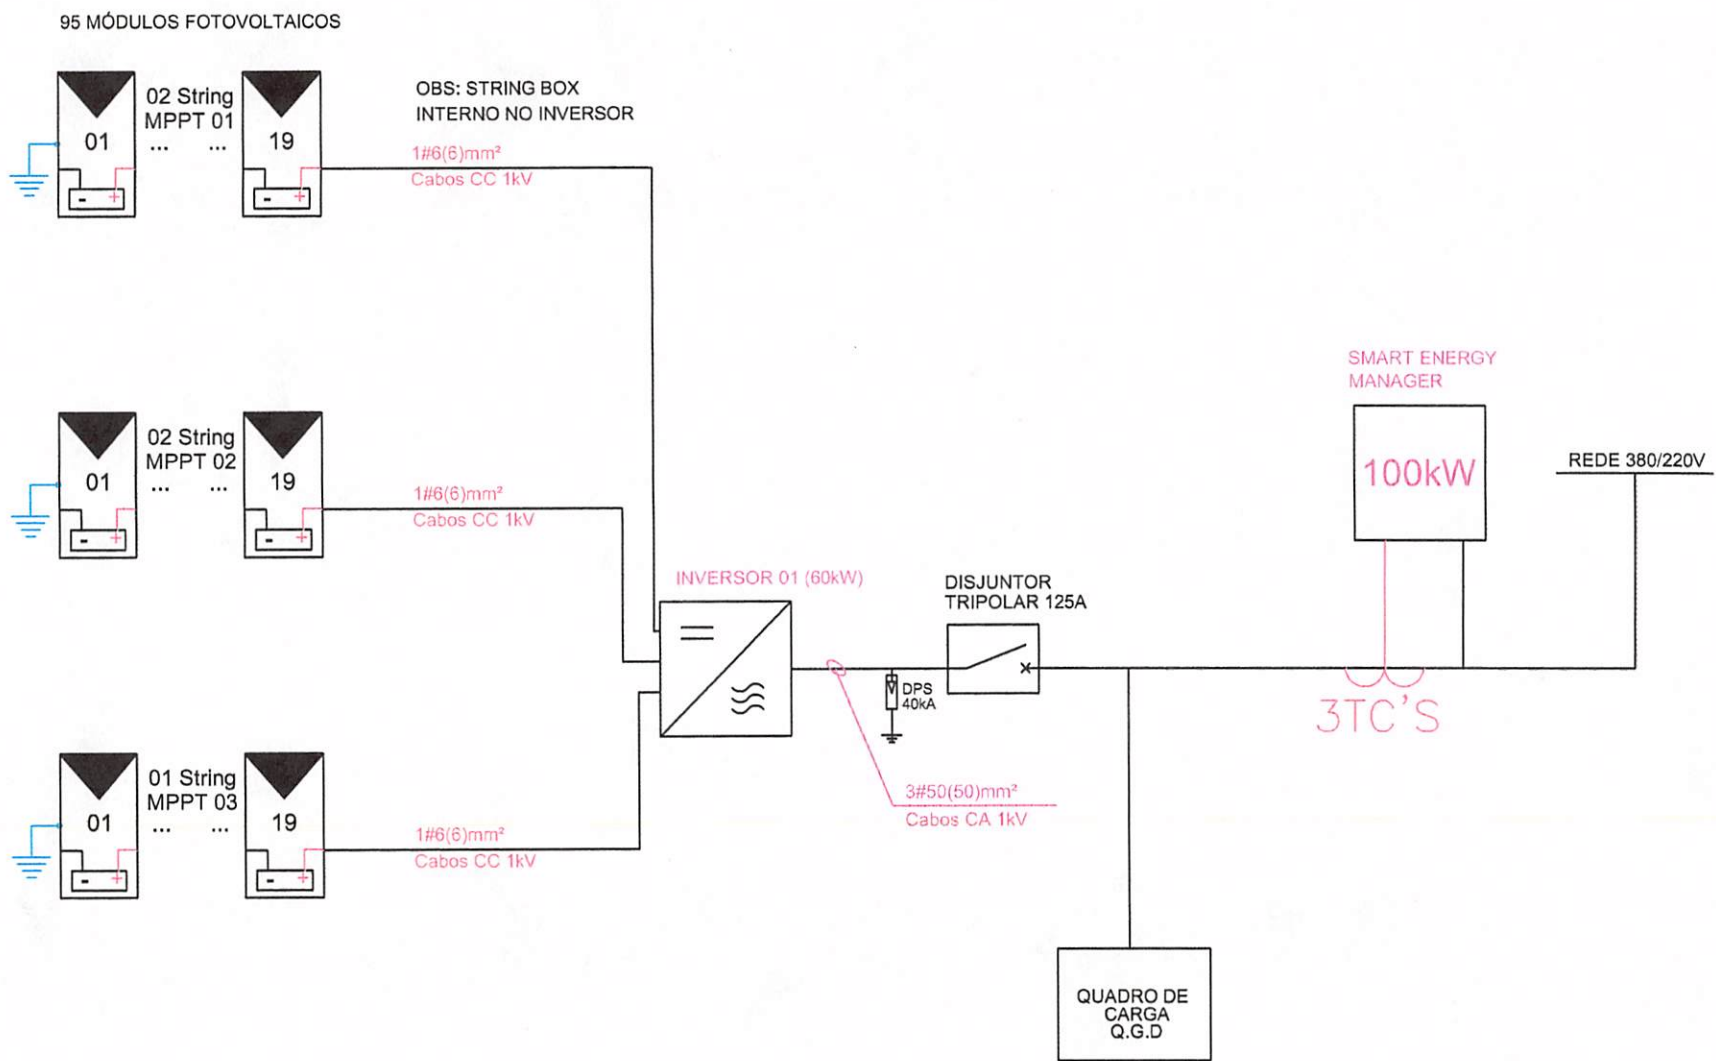 95 MÓDULOS FOTOVOLTAICOS
02 String
MPPT 01
01
... ...
19
- +
- +
OBS: STRING BOX
INTERNO NO INVERSOR
1#6(6)mm²
Cabos CC 1kV
02 String
MPPT 02
01
... ...
19
- +
- +
1#6(6)mm²
Cabos CC 1kV
01 String
MPPT 03
01
... ...
19
- +
- +
1#6(6)mm²
Cabos CC 1kV
INVERSOR 01 (60kW)
DPS
40kA
DISJUNTOR
TRIPOLAR 125A
3#50(50)mm²
Cabos CA 1kV
QUADRO DE
CARGA
Q.G.D
SMART ENERGY
MANAGER
100kW
3TC'S
REDE 380/220V